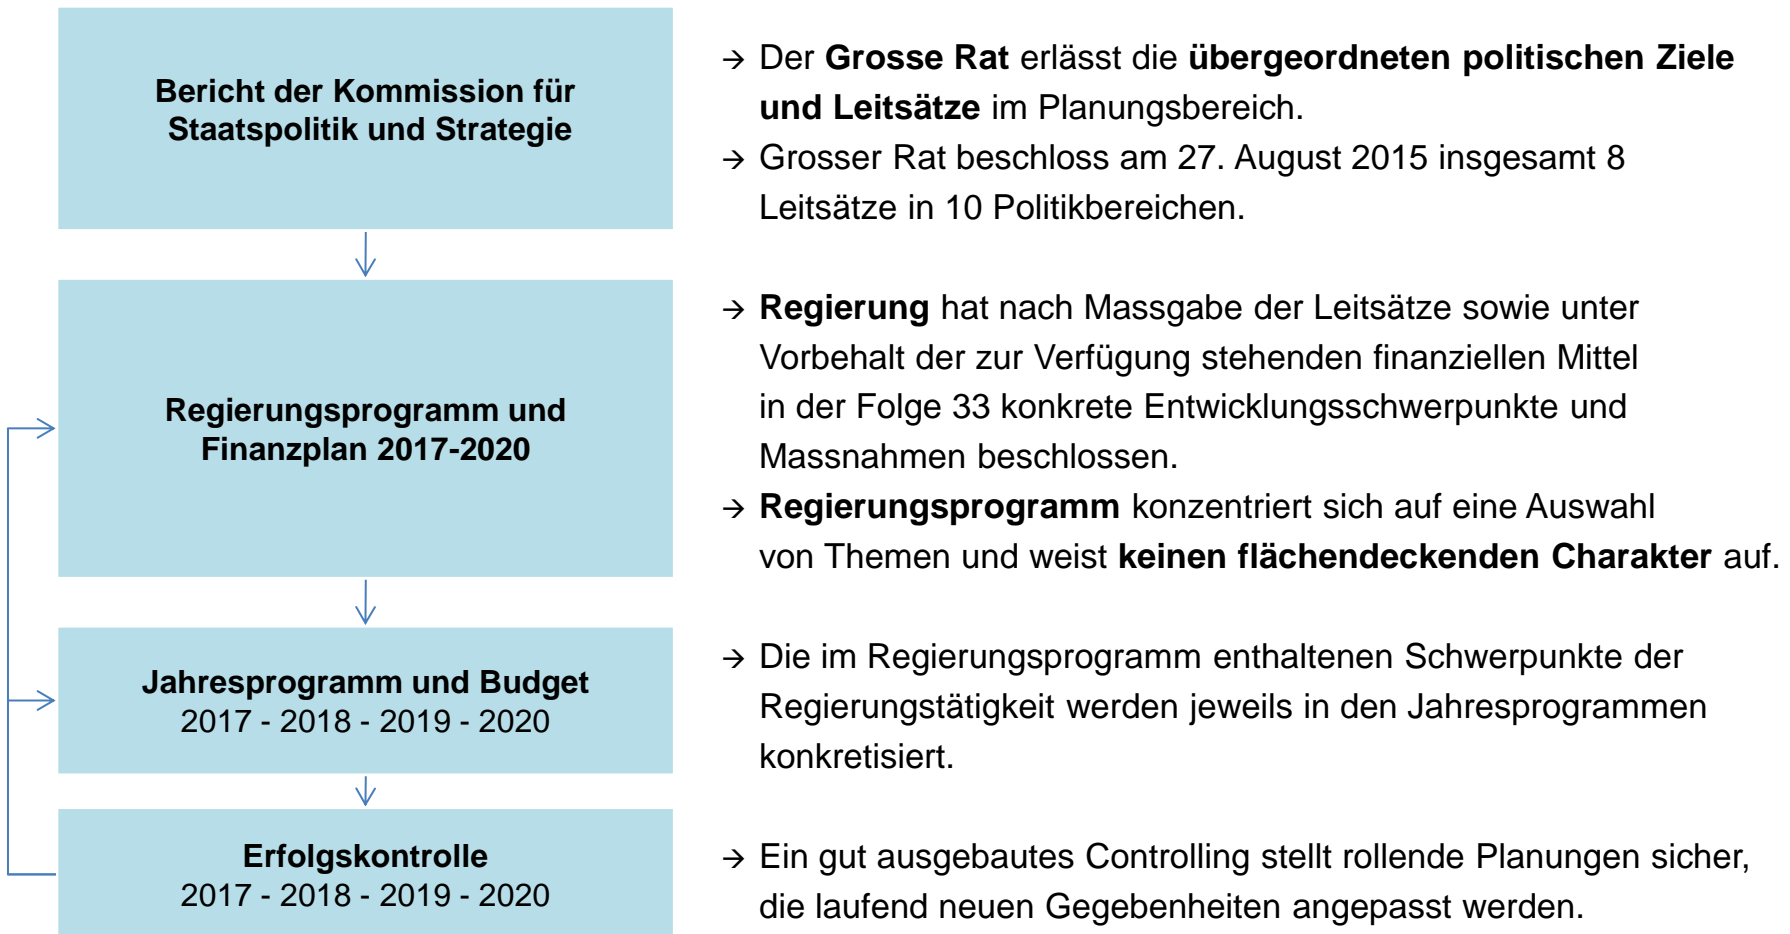 Bericht der Kommission für
Staatspolitik und Strategie
→ Der Grosse Rat erlässt die übergeordneten politischen Ziele
und Leitsätze im Planungsbereich.
→ Grosser Rat beschloss am 27. August 2015 insgesamt 8
Leitsätze in 10 Politikbereichen.
Regierungsprogramm und
Finanzplan 2017-2020
→ Regierung hat nach Massgabe der Leitsätze sowie unter
Vorbehalt der zur Verfügung stehenden finanziellen Mittel
in der Folge 33 konkrete Entwicklungsschwerpunkte und
Massnahmen beschlossen.
→ Regierungsprogramm konzentriert sich auf eine Auswahl
von Themen und weist keinen flächendeckenden Charakter auf.
Jahresprogramm und Budget
2017 - 2018 - 2019 - 2020
→ Die im Regierungsprogramm enthaltenen Schwerpunkte der
Regierungstätigkeit werden jeweils in den Jahresprogrammen
konkretisiert.
Erfolgskontrolle
2017 - 2018 - 2019 - 2020
→ Ein gut ausgebautes Controlling stellt rollende Planungen sicher,
die laufend neuen Gegebenheiten angepasst werden.